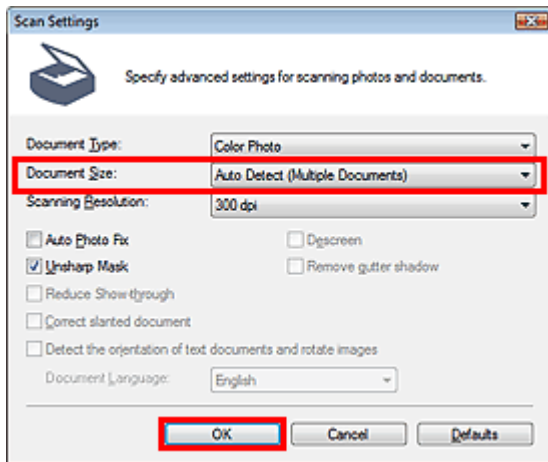 Scan Settings
Specify advanced settings for scanning photos and documents.
Document Type: Color Photo
Document Size: Auto Detect (Multiple Documents)
Scanning Resolution: 300 dpi
Auto Photo Fix Descreen
Unsharp Mask Remove gutter shadow
Reduce Show-through
Correct slanted document
Detect the orientation of text documents and rotate images
Document Language: English
OK Cancel Defaults